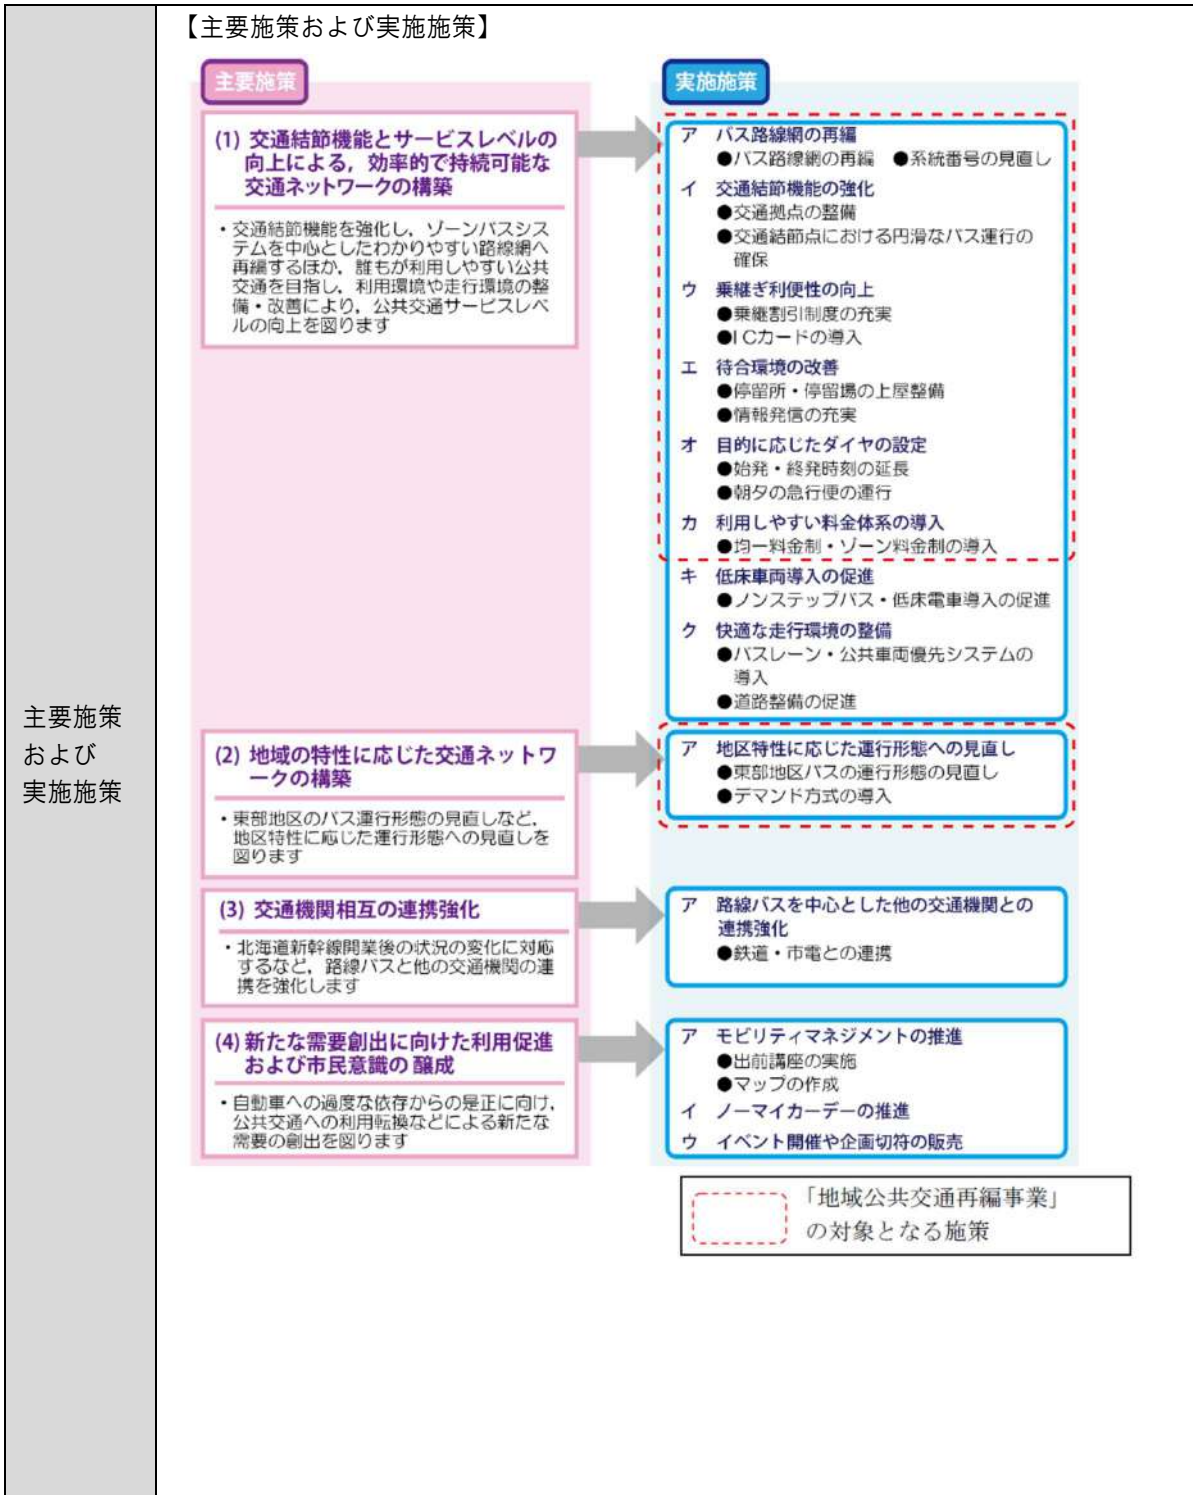 【主要施策および実施施策】
主要施策
および
実施施策
主要施策
(1) 交通結節機能とサービスレベルの
向上による，効率的で持続可能な
交通ネットワークの構築
・交通結節機能を強化し，ゾーンバスシス
テムを中心としたわかりやすい路線網へ
再編するほか，誰もが利用しやすい公共
交通を目指し，利用環境や走行環境の整
備・改善により，公共交通サービスレベ
ルの向上を図ります
(2) 地域の特性に応じた交通ネットワ
ークの構築
・東部地区のバス運行形態の見直しなど，
地区特性に応じた運行形態への見直しを
図ります
(3) 交通機関相互の連携強化
・北海道新幹線開業後の状況の変化に対応
するなど，路線バスと他の交通機関の連
携を強化します
(4) 新たな需要創出に向けた利用促進
および市民意識の 醸成
・自動車への過度な依存からの是正に向け，
公共交通への利用転換などによる新たな
需要の創出を図ります
実施施策
ア バス路線網の再編
●バス路線網の再編 ●系統番号の見直し
イ 交通結節機能の強化
●交通拠点の整備
●交通結節点における円滑なバス運行の
確保
ウ 乗継ぎ利便性の向上
●乗継割引制度の充実
●ICカードの導入
エ 待合環境の改善
●停留所・停留場の上屋整備
●情報発信の充実
オ 目的に応じたダイヤの設定
●始発・終発時刻の延長
●朝夕の急行便の運行
カ 利用しやすい料金体系の導入
●均一料金制・ゾーン料金制の導入
キ 低床車両導入の促進
●ノンステップバス・低床電車導入の促進
ク 快適な走行環境の整備
●バスレーン・公共車両優先システムの
導入
●道路整備の促進
ア 地区特性に応じた運行形態への見直し
●東部地区バスの運行形態の見直し
●デマンド方式の導入
ア 路線バスを中心とした他の交通機関との
連携強化
●鉄道・市電との連携
ア モビリティマネジメントの推進
●出前講座の実施
●マップの作成
イ ノーマイカーデーの推進
ウ イベント開催や企画切符の販売
「地域公共交通再編事業」
の対象となる施策